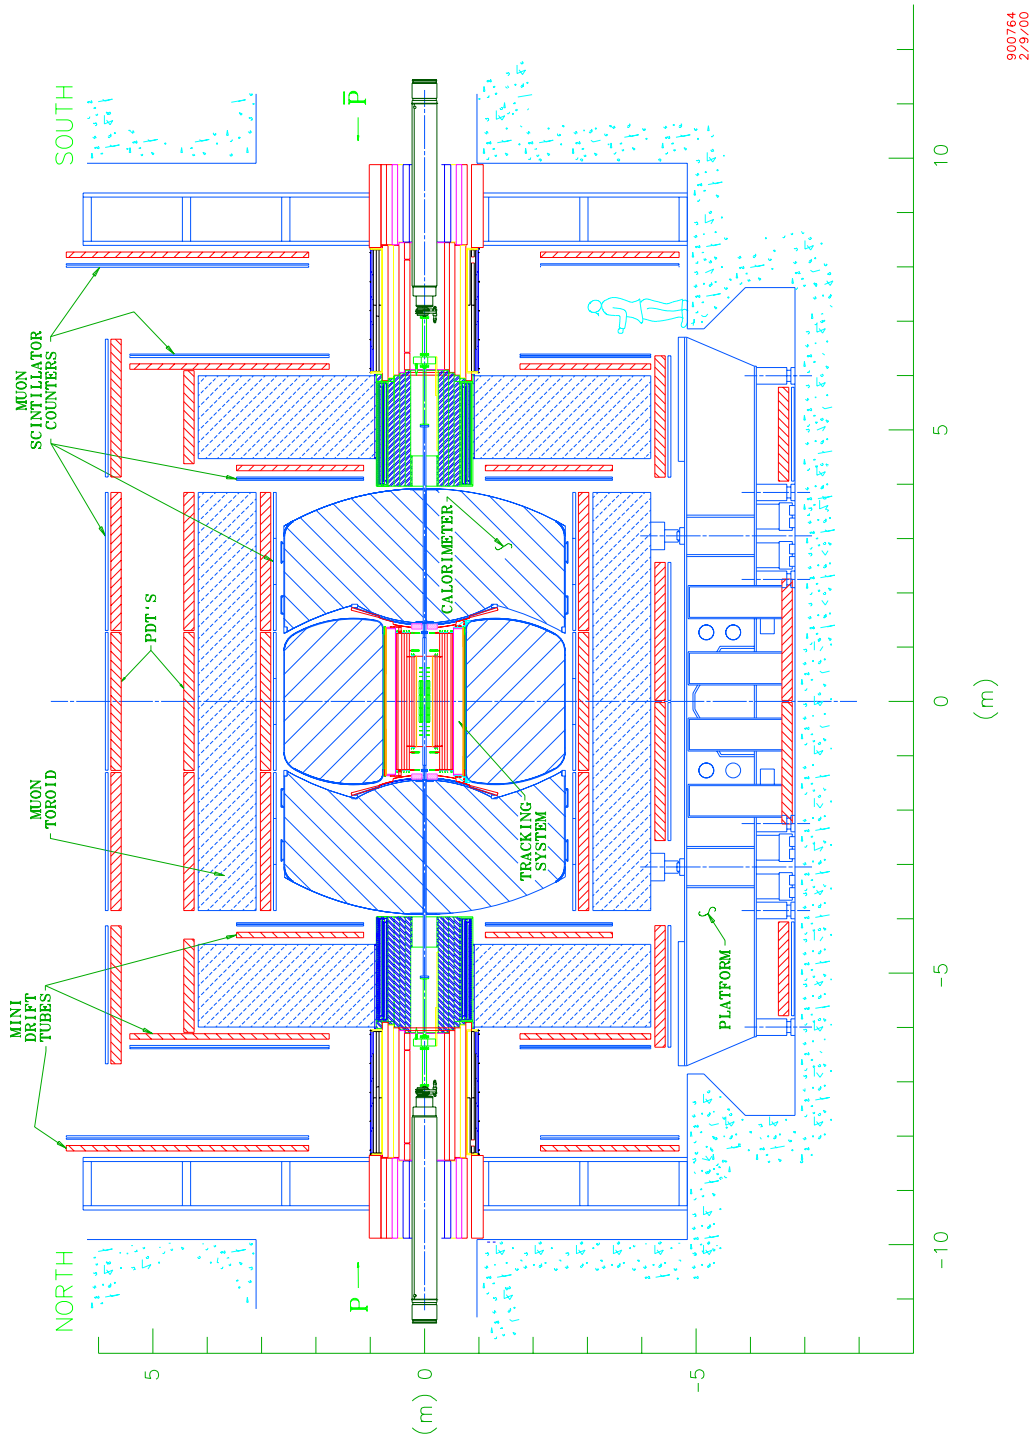 NORTH
SOUTH
MINI
DRIFT
TUBES
MUON
TOROID
PDT'S
MUON
SCINTILLATOR
COUNTERS
P
P̅
CALORIMETER
TRACKING
SYSTEM
PLATFORM
5
0
-5
(m)
-10
-5
0
5
10
(m)
900764
2/9/00